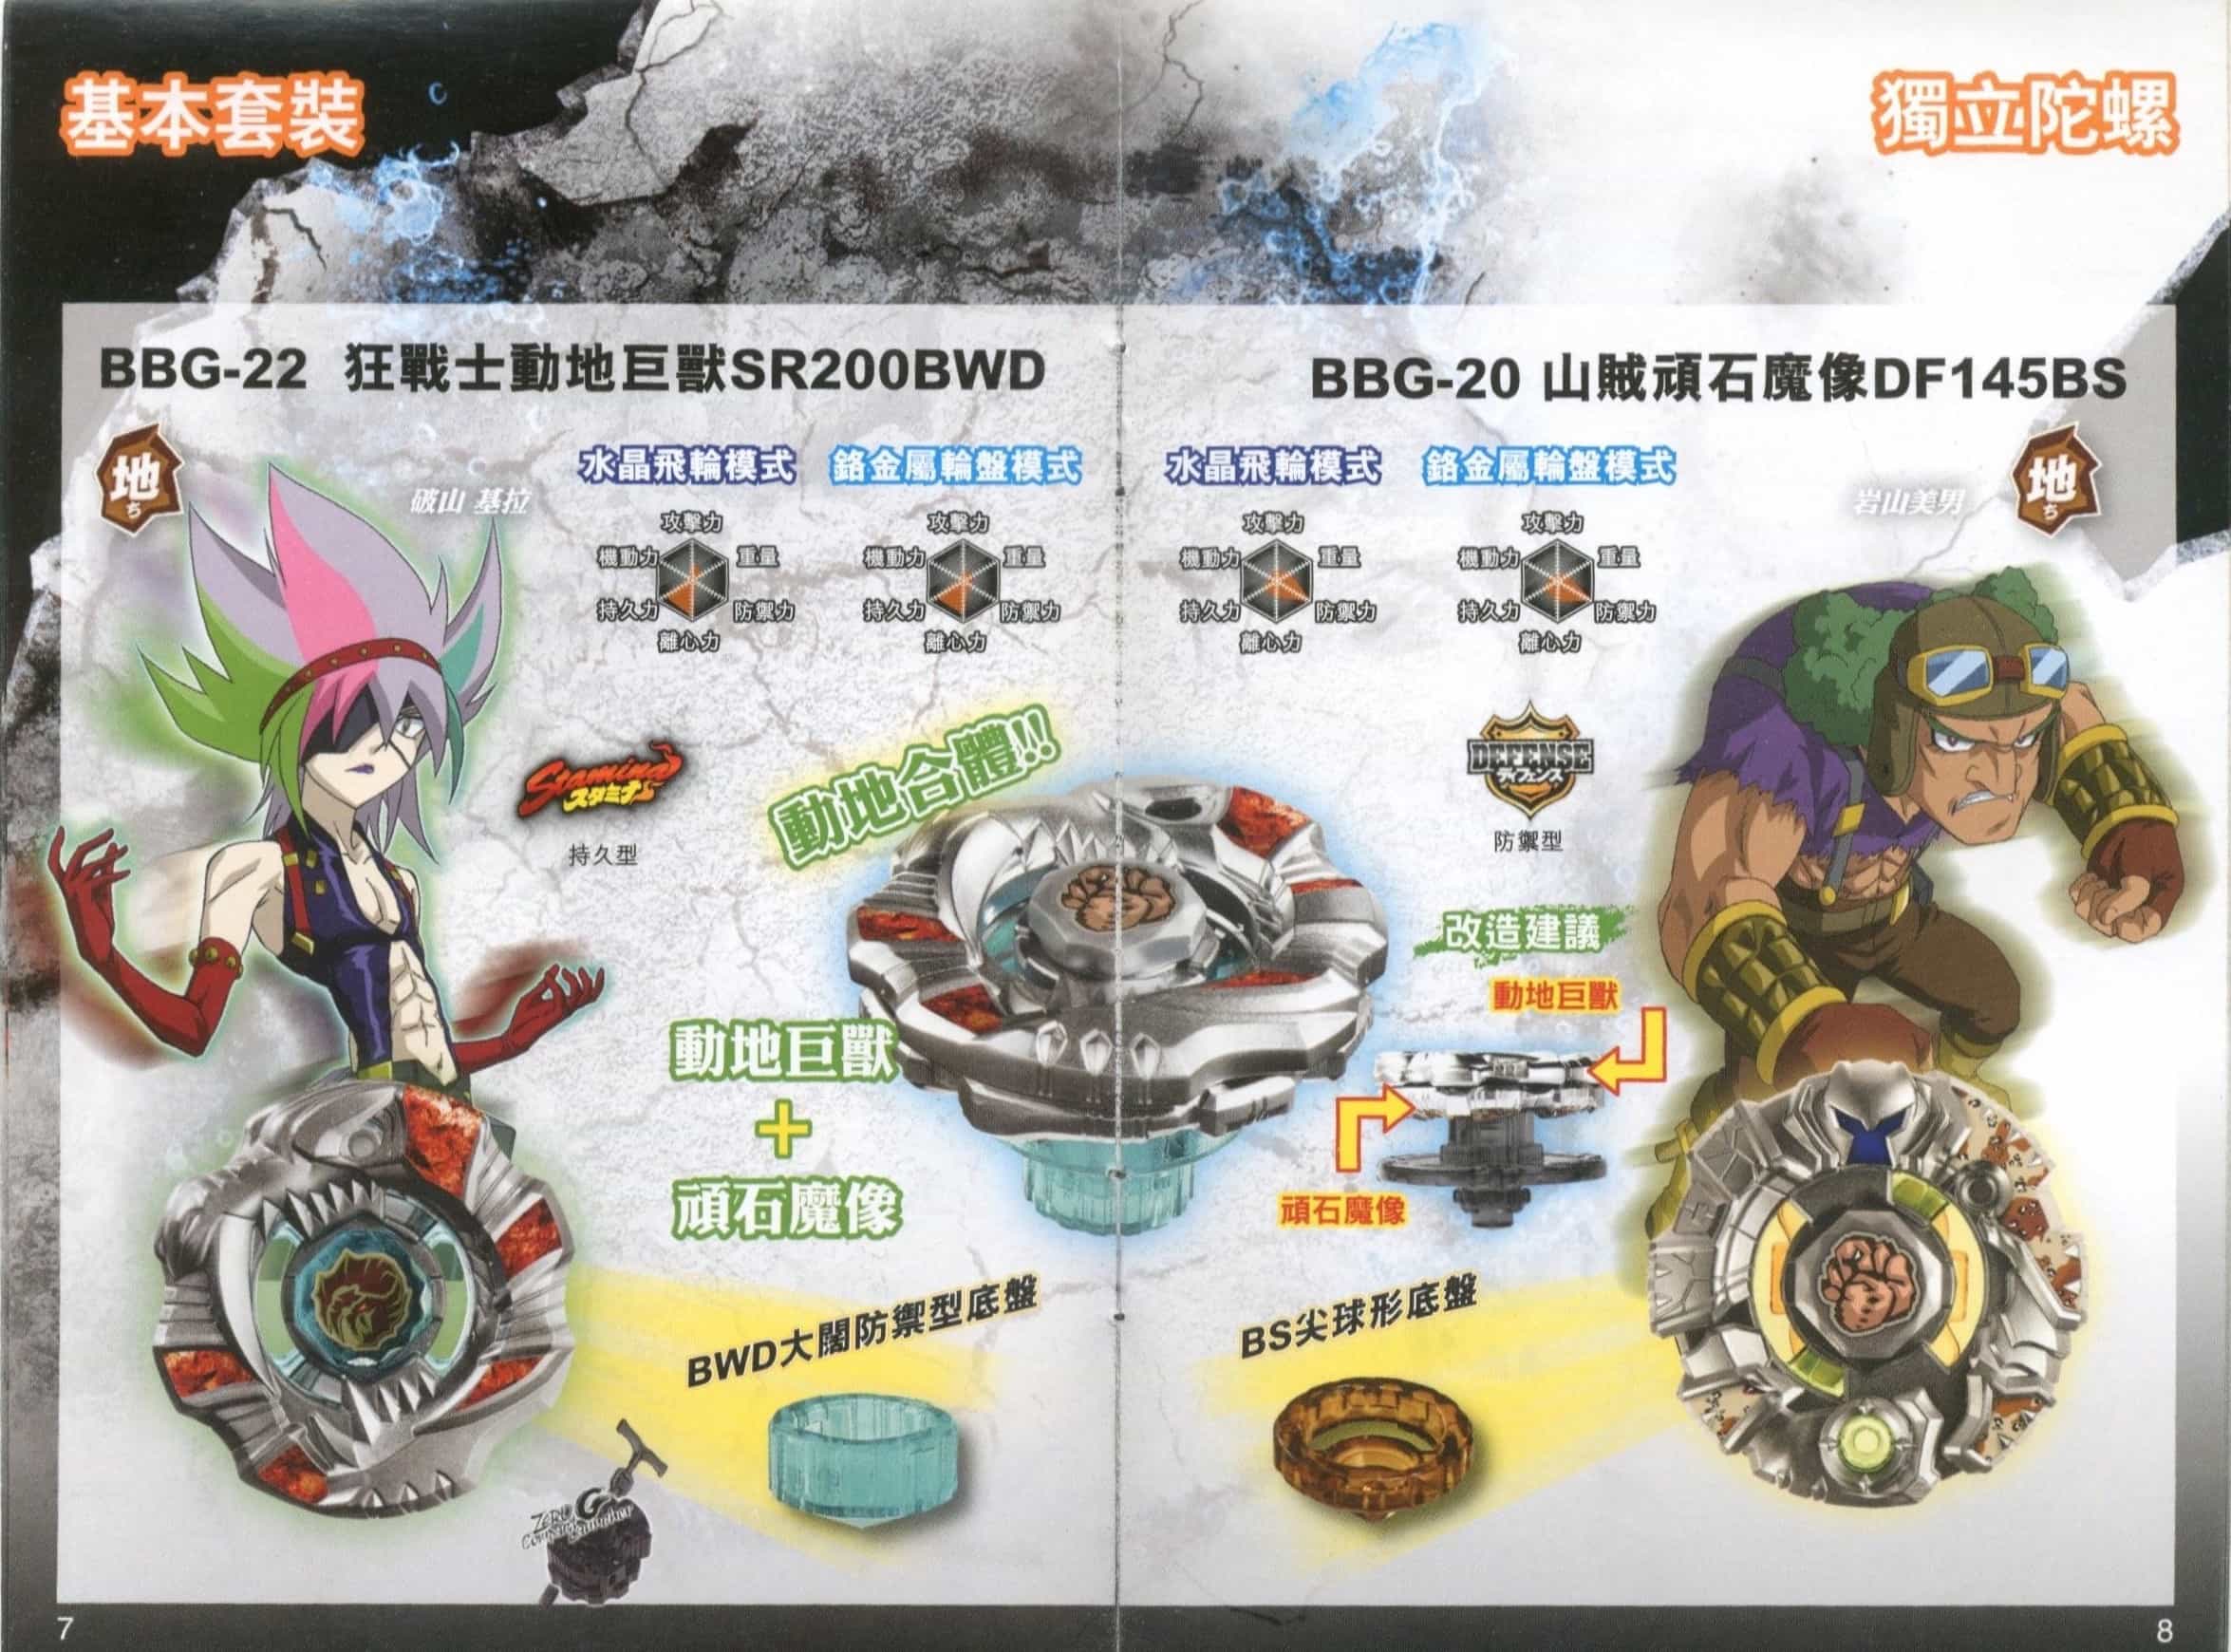 基本套裝
獨立陀螺
BBG-22 狂戰士動地巨獸SR200BWD
地
ち
破山 基拉
水晶飛輪模式
鉻金屬輪盤模式
攻擊力
機動力
重量
持久力
防禦力
離心力
攻擊力
機動力
重量
持久力
防禦力
離心力
Stamina
スタミナ
持久型
動地合體!!
動地巨獸
+
頑石魔像
BWD大闊防禦型底盤
ZERO G
Compact Launcher
7
BBG-20 山賊頑石魔像DF145BS
水晶飛輪模式
鉻金屬輪盤模式
岩山美男
地
ち
攻擊力
機動力
重量
持久力
防禦力
離心力
攻擊力
機動力
重量
持久力
防禦力
離心力
DEFENSE
ディフェンス
防禦型
改造建議
動地巨獸
頑石魔像
BS尖球形底盤
8